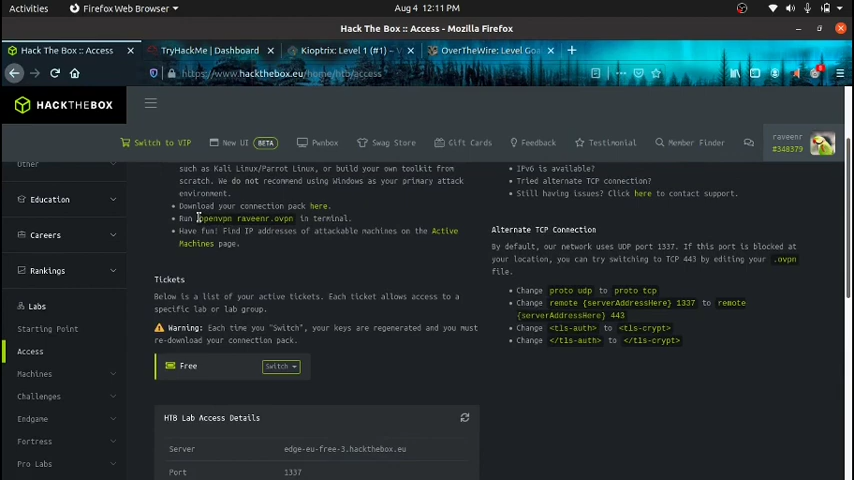 Activities
Firefox Web Browser
Aug 4 12:11 PM
Hack The Box :: Access - Mozilla Firefox
Hack The Box :: Access
TryHackMe | Dashboard
Kioptrix: Level 1 (#1) ~ V
OverTheWire: Level Goa
https://www.hackthebox.eu/home/htb/access
HACKTHEBOX
Switch to VIP
New UI
BETA
Pwnbox
Swag Store
Gift Cards
Feedback
Testimonial
Member Finder
raveenr
#348379
Other
Education
Careers
Rankings
Labs
Starting Point
Access
Machines
Challenges
Endgame
Fortress
Pro Labs
such as Kali Linux/Parrot Linux, or build your own toolkit from
scratch. We do not recommend using Windows as your primary attack
environment.
Download your connection pack here.
Run openvpn raveenr.ovpn in terminal.
Have fun! Find IP addresses of attackable machines on the Active
Machines page.
Tickets
Below is a list of your active tickets. Each ticket allows access to a
specific lab or lab group.
Warning: Each time you "Switch", your keys are regenerated and you must
re-download your connection pack.
Free
Switch
HTB Lab Access Details
Server edge-eu-free-3.hackthebox.eu
Port 1337
IPv6 is available?
Tried alternate TCP connection?
Still having issues? Click here to contact support.
Alternate TCP Connection
By default, our network uses UDP port 1337. If this port is blocked at
your location, you can try switching to TCP 443 by editing your .ovpn
file.
Change proto udp to proto tcp
Change remote {serverAddressHere} 1337 to remote
{serverAddressHere} 443
Change <tls-auth> to <tls-crypt>
Change </tls-auth> to </tls-crypt>